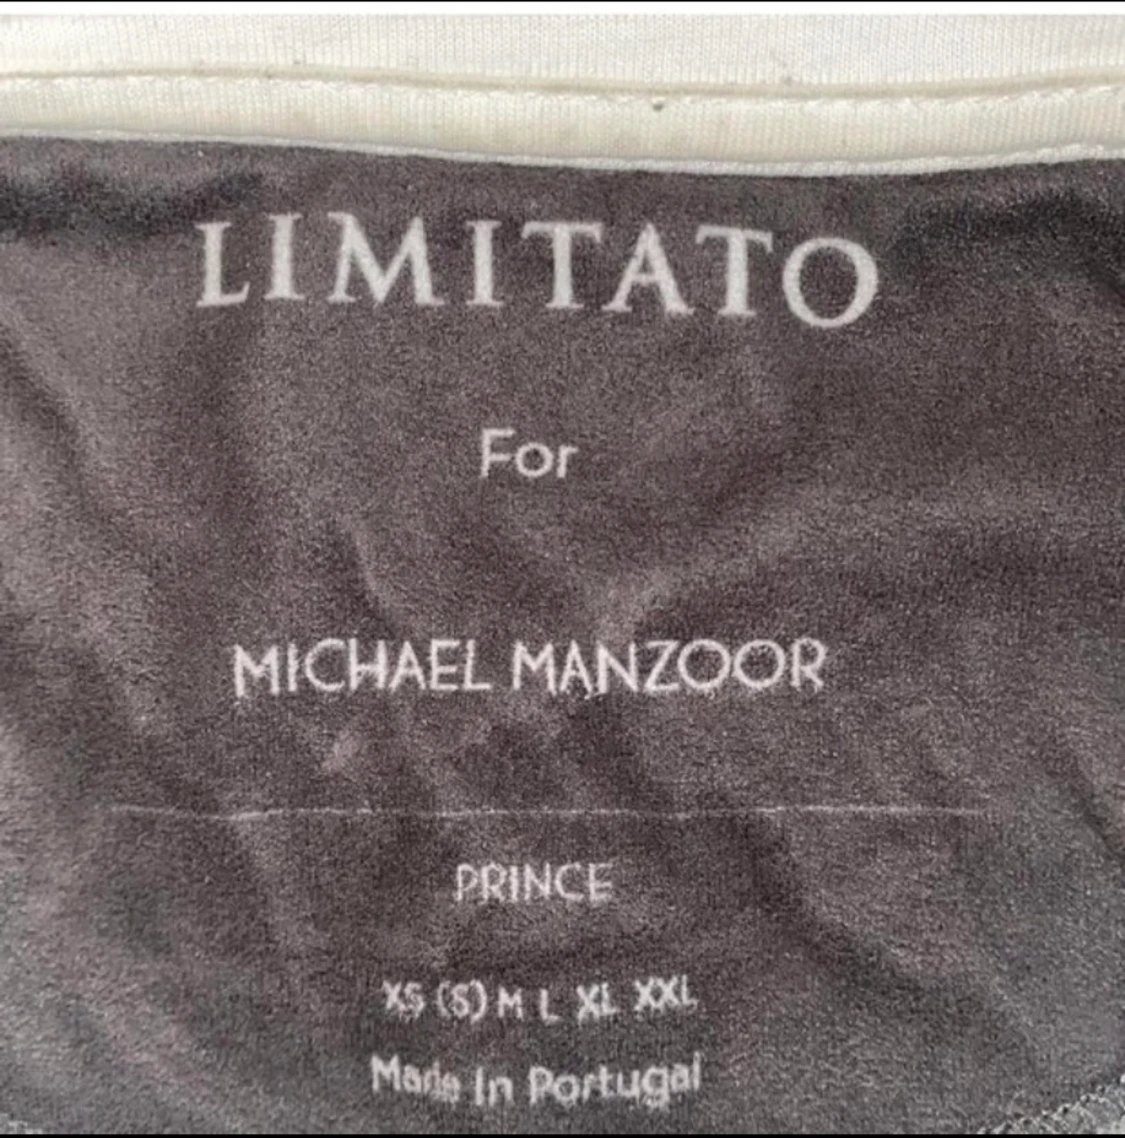 LIMITATO
For
MICHAEL MANZOOR
PRINCE
XS (S) M L XL XXL
Made In Portugal